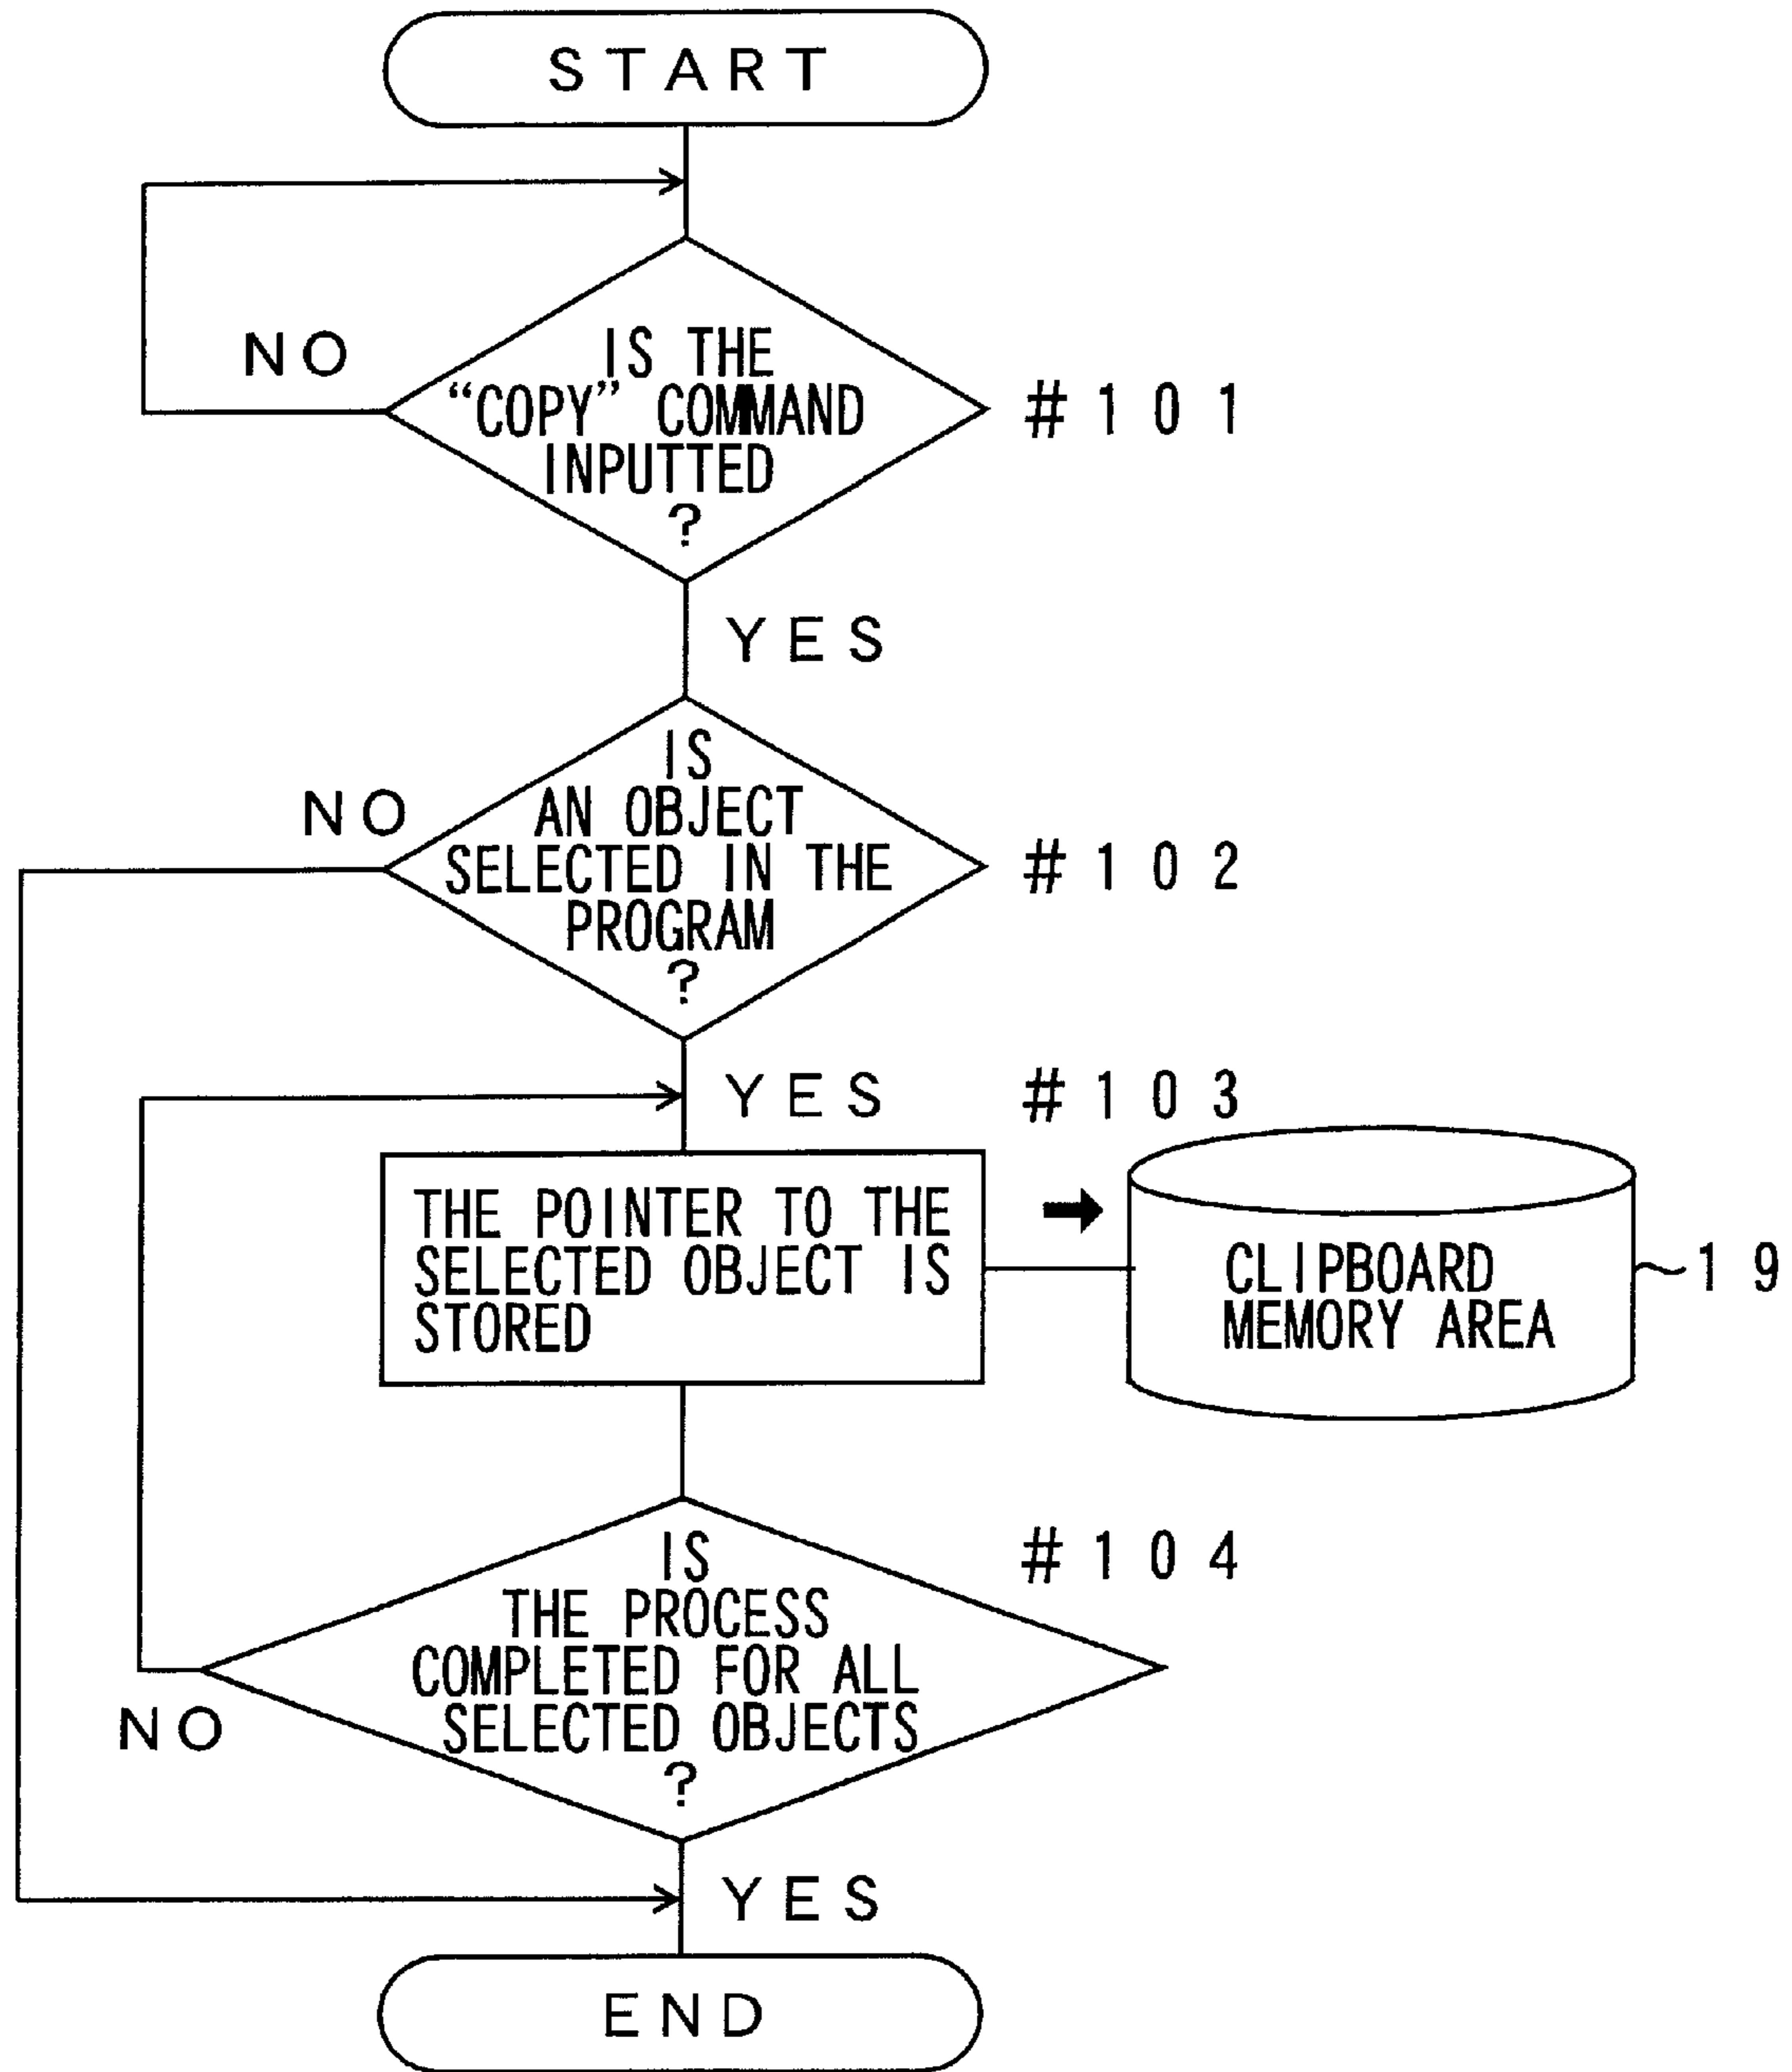 START
NO
IS THE
“COPY” COMMAND
INPUTTED
?
#101
YES
IS
AN OBJECT
SELECTED IN THE
PROGRAM
?
NO
#102
YES
#103
THE POINTER TO THE
SELECTED OBJECT IS
STORED
CLIPBOARD
MEMORY AREA
19
IS
THE PROCESS
COMPLETED FOR ALL
SELECTED OBJECTS
?
#104
NO
YES
END